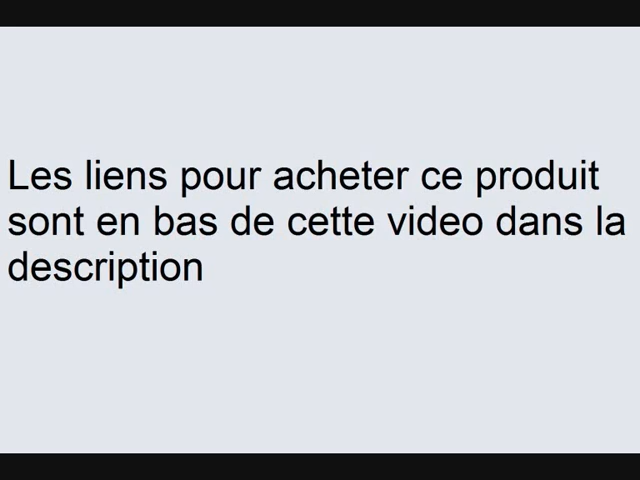 Les liens pour acheter ce produit
sont en bas de cette video dans la
description